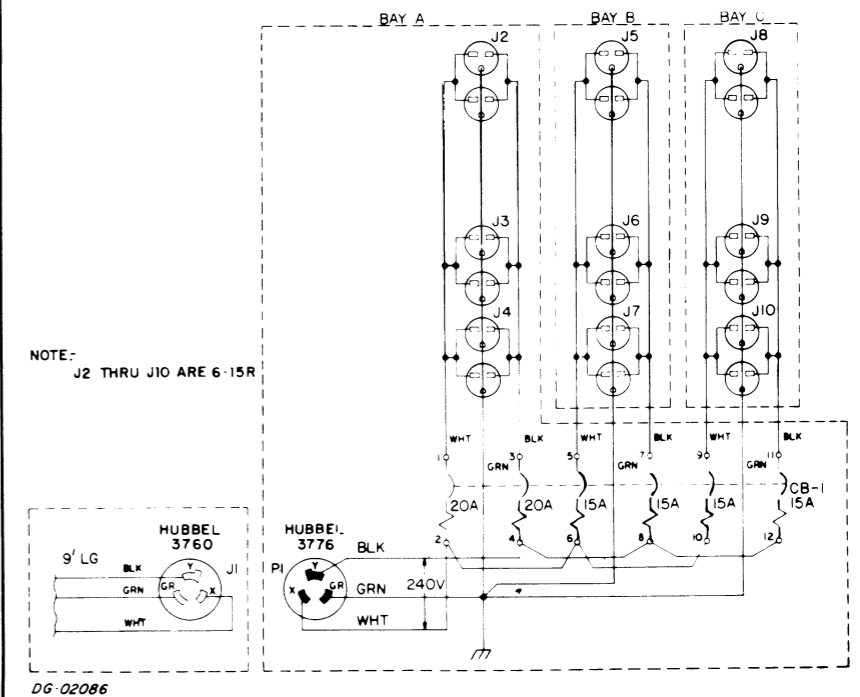 BAY A
BAY B
BAY C
J2
J5
J8
J3
J6
J9
J4
J7
J10
NOTE:-
J2 THRU J10 ARE 6-15R
WHT
BLK
WHT
BLK
WHT
BLK
1
3
5
7
9
11
GRN
GRN
GRN
CB-1
20A
20A
15A
15A
15A
15A
2
4
6
8
10
12
HUBBEL
3760
HUBBEL
3776
9' LG
BLK
Y
J1
GRN
GR
X
WHT
P1
Y
BLK
X
GR
GRN
240V
WHT
DG-02086